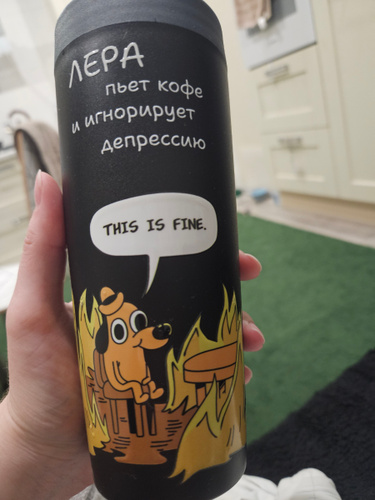 ЛЕРА
пьет кофе
и игнорирует
депрессию
THIS IS FINE.